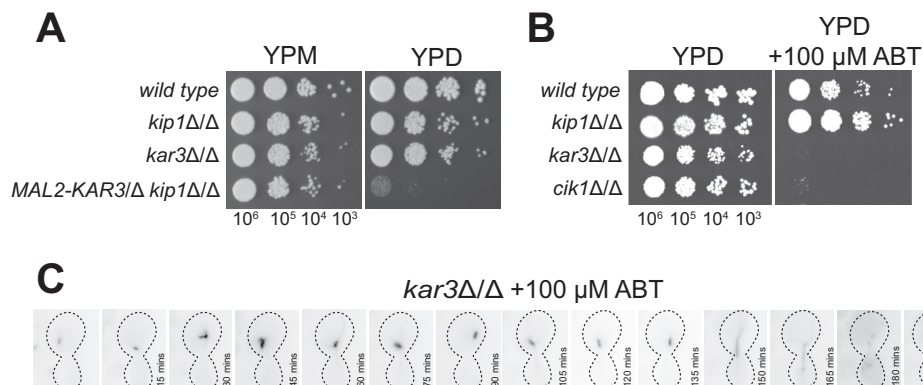 A
B
YPM
YPD
YPD
YPD
+100 µM ABT
wild type
kip1Δ/Δ
kar3Δ/Δ
MAL2-KAR3/Δ kip1Δ/Δ
10⁶ 10⁵ 10⁴ 10³
wild type
kip1Δ/Δ
kar3Δ/Δ
cik1Δ/Δ
10⁶ 10⁵ 10⁴ 10³
C
kar3Δ/Δ +100 µM ABT
15 mins
30 mins
45 mins
60 mins
75 mins
90 mins
105 mins
120 mins
135 mins
150 mins
165 mins
180 mins